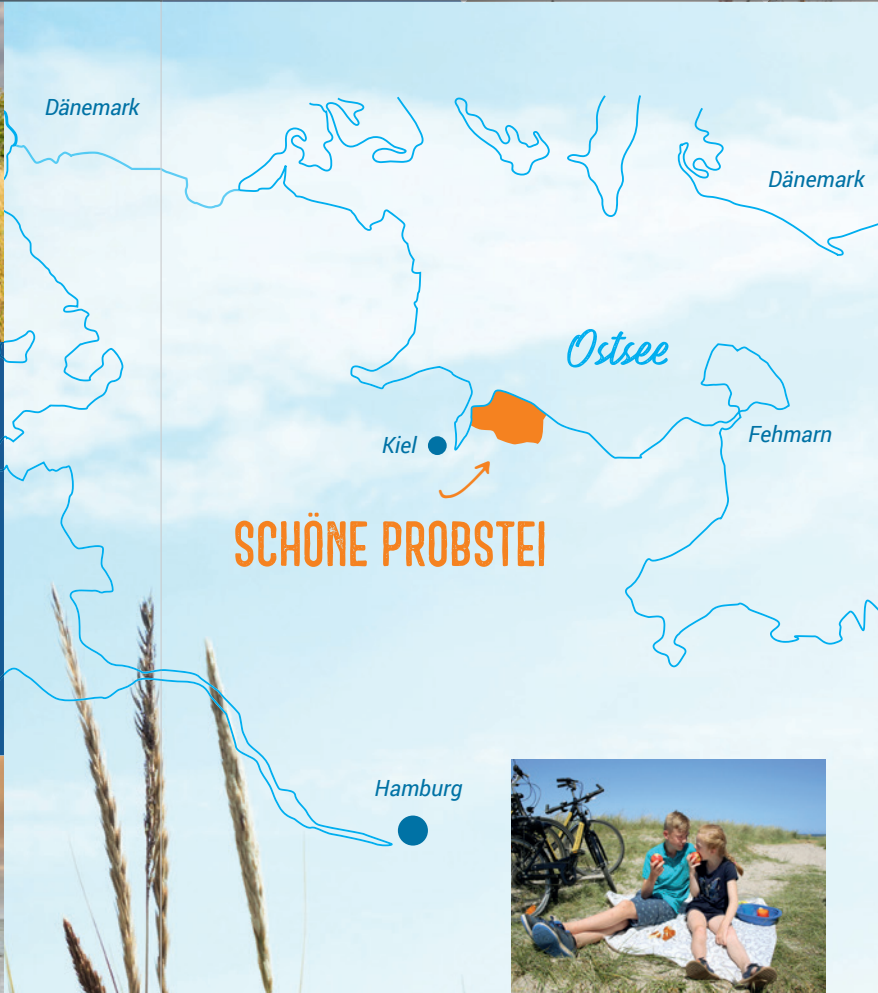 Dänemark
Dänemark
Ostsee
Fehmarn
Kiel
SCHÖNE PROBSTEI
Hamburg